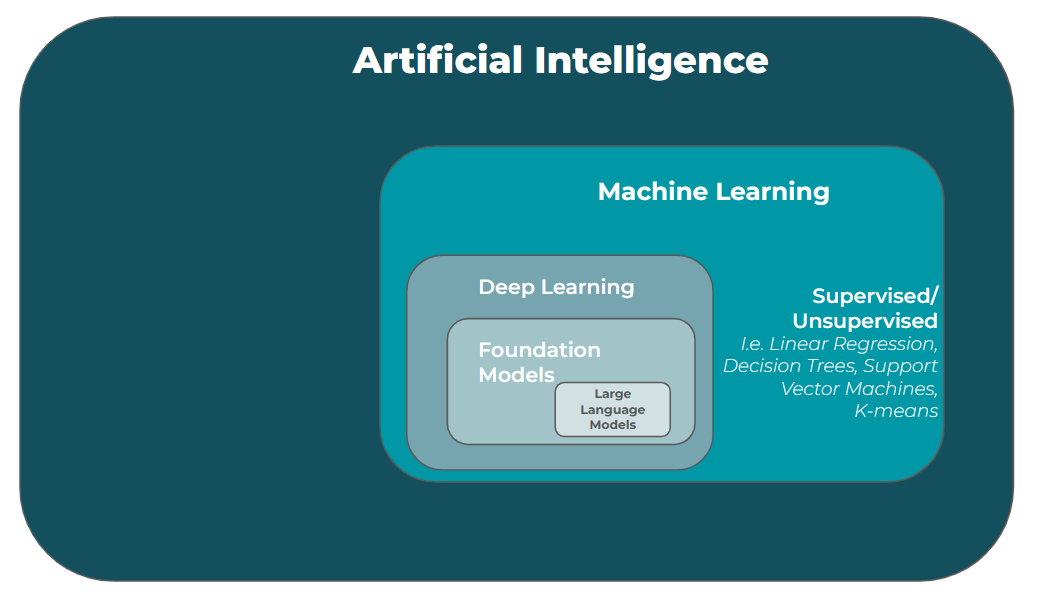 Artificial Intelligence
Machine Learning
Deep Learning
Foundation
Models
Large
Language
Models
Supervised/
Unsupervised
I.e. Linear Regression,
Decision Trees, Support
Vector Machines,
K-means